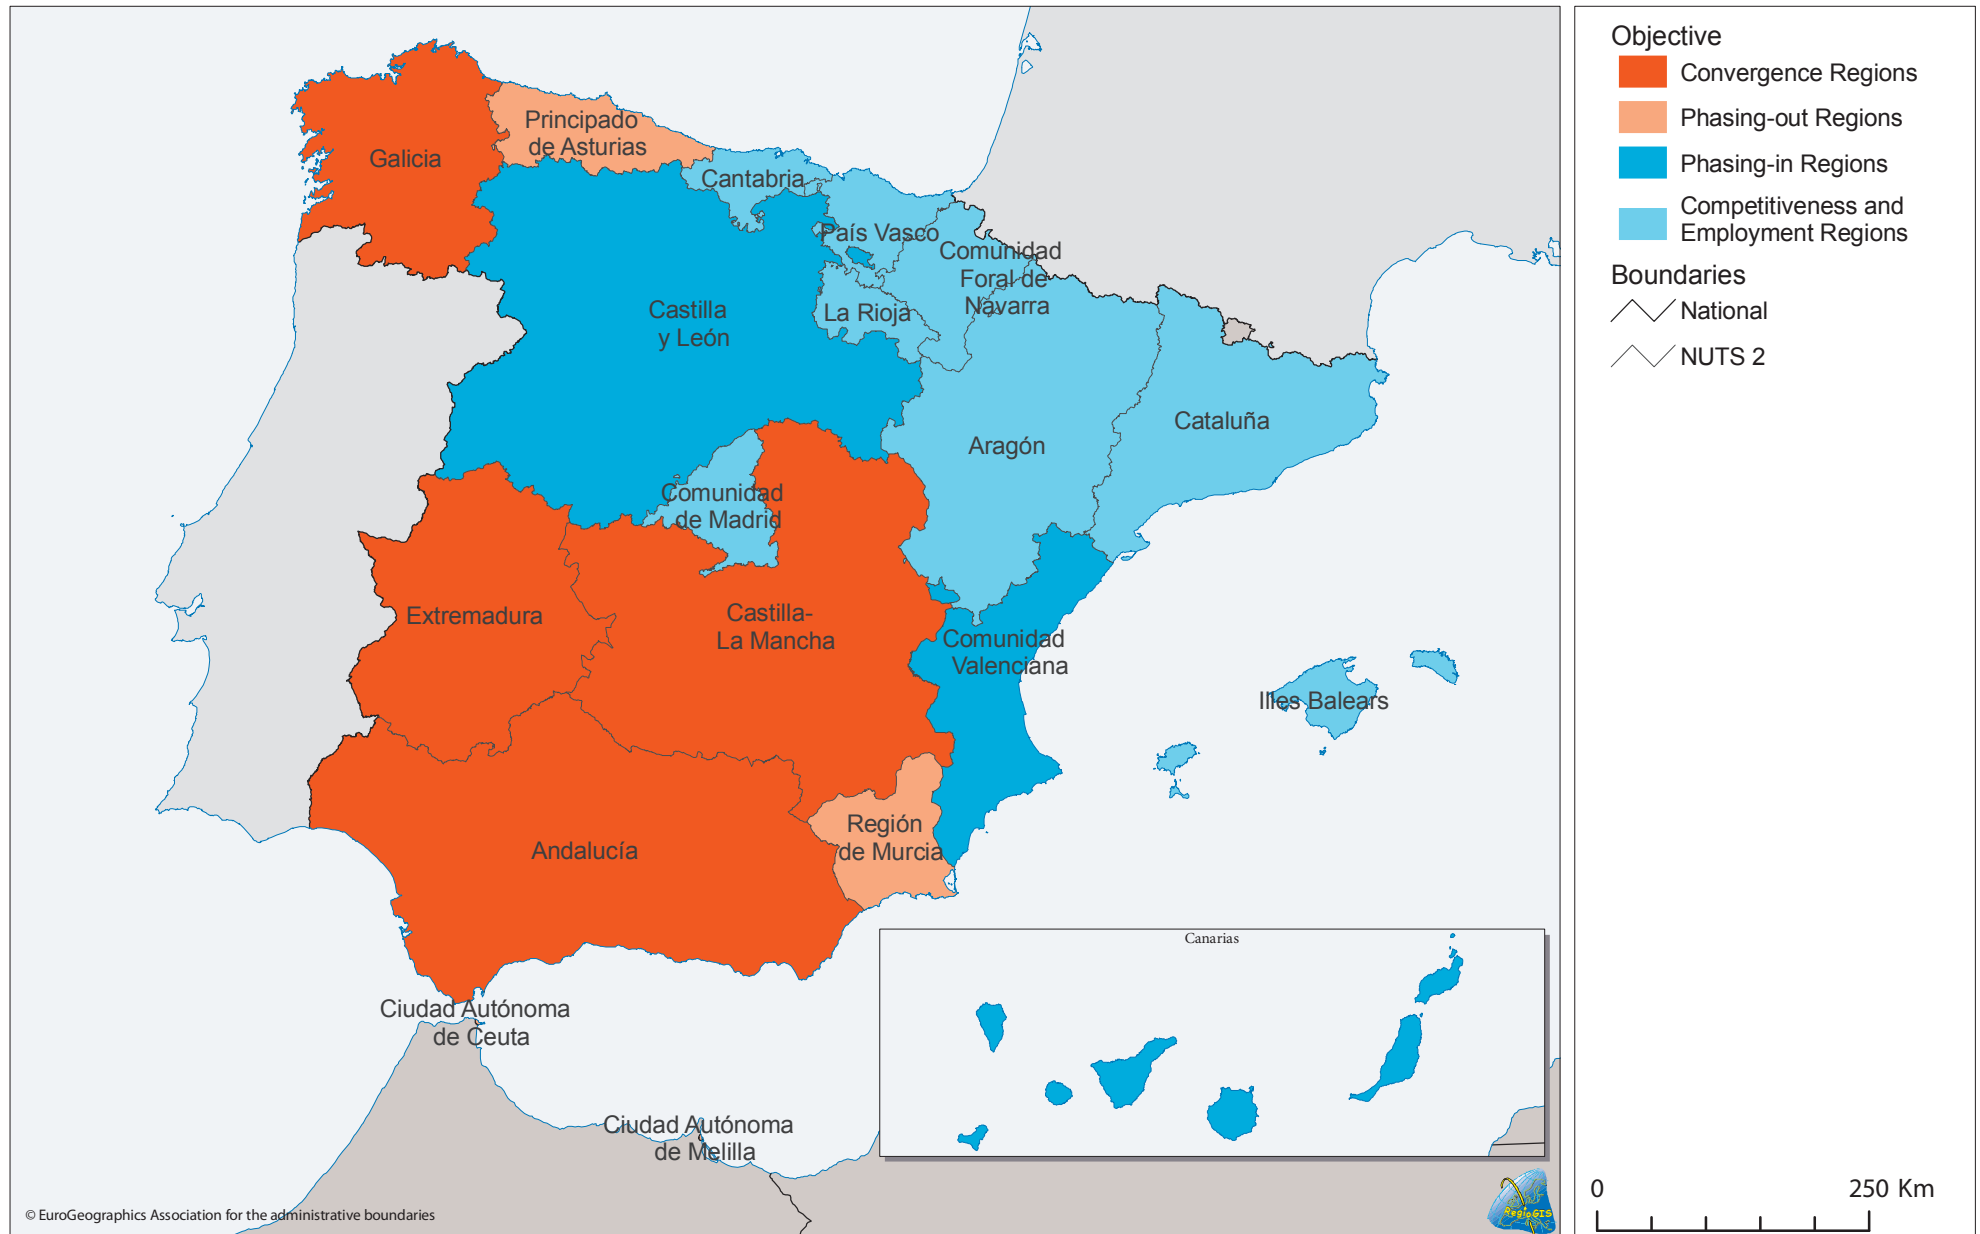 Principado
de Asturias
Galicia
Cantabria
País Vasco
Comunidad
Foral de
Navarra
La Rioja
Castilla
y León
Cataluña
Aragón
Comunidad
de Madrid
Extremadura
Castilla-
La Mancha
Comunidad
Valenciana
Illes Balears
Región
de Murcia
Andalucía
Canarias
Ciudad Autónoma
de Ceuta
Ciudad Autónoma
de Melilla
© EuroGeographics Association for the administrative boundaries
RegioGIS
Objective
Convergence Regions
Phasing-out Regions
Phasing-in Regions
Competitiveness and
Employment Regions
Boundaries
National
NUTS 2
0 250 Km